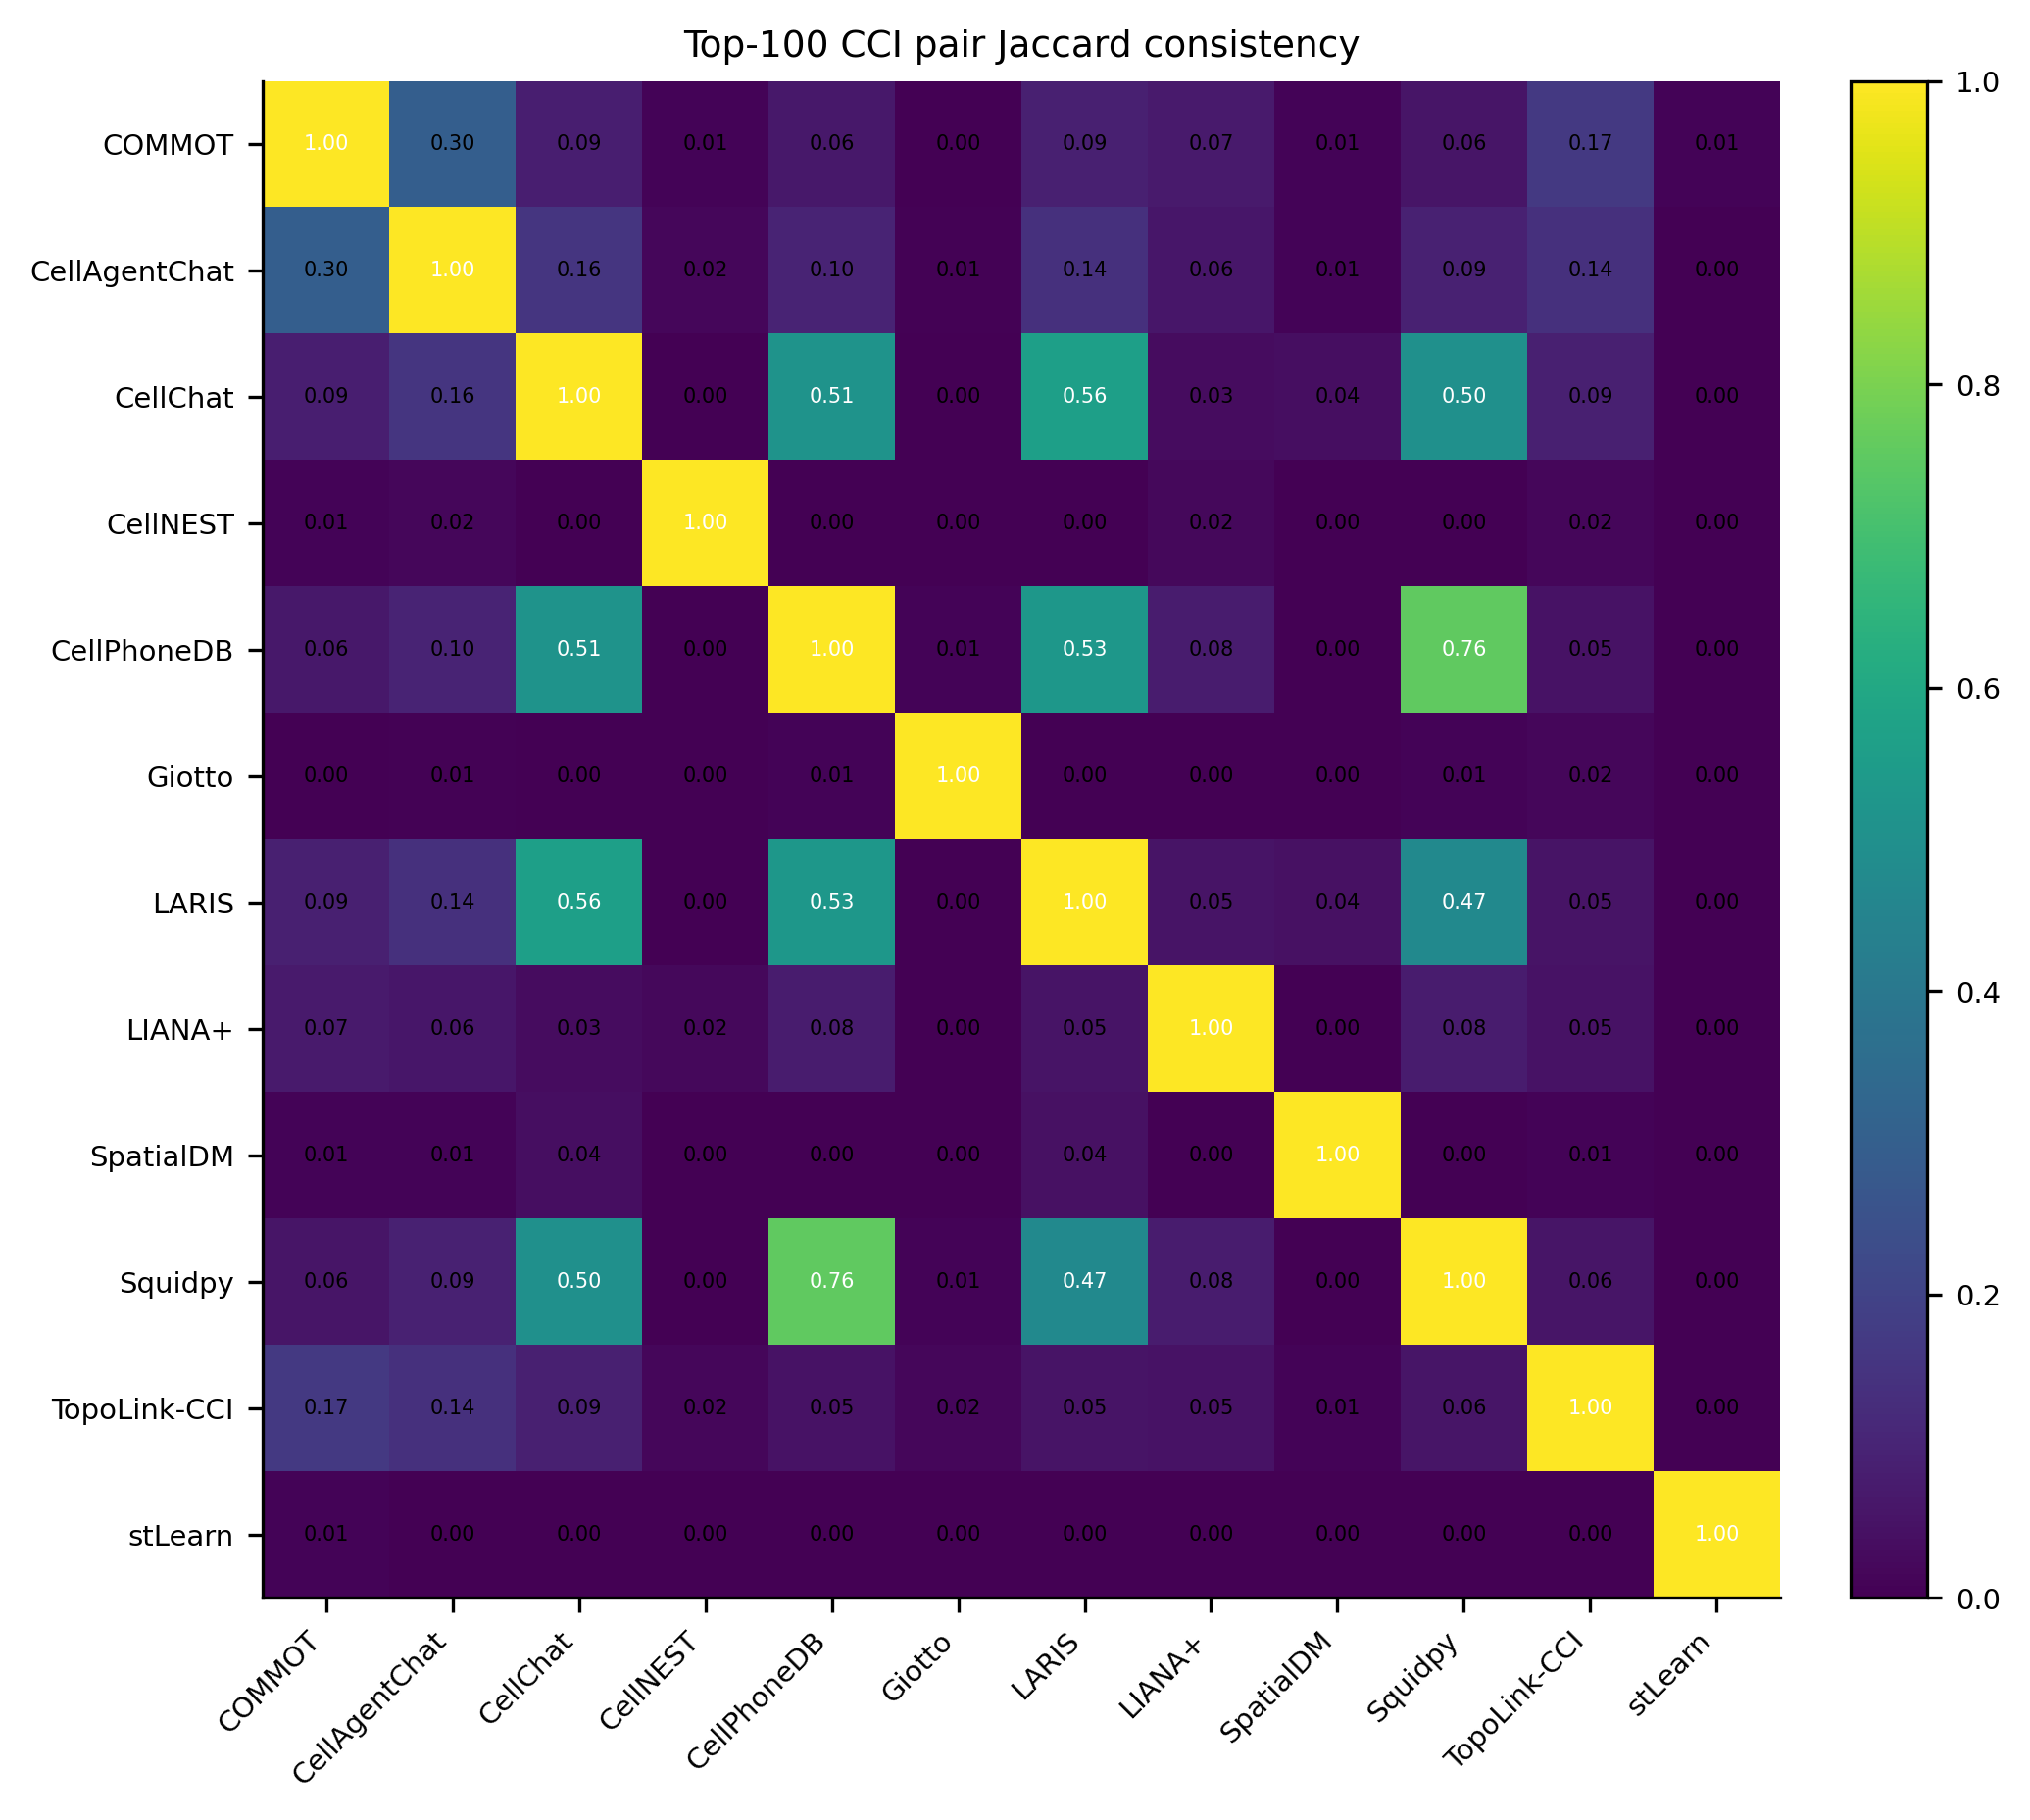 Top-100 CCI pair Jaccard consistency
COMMOT 1.00 0.30 0.09 0.01 0.06 0.00 0.09 0.07 0.01 0.06 0.17 0.01
CellAgentChat 0.30 1.00 0.16 0.02 0.10 0.01 0.14 0.06 0.01 0.09 0.14 0.00
CellChat 0.09 0.16 1.00 0.00 0.51 0.00 0.56 0.03 0.04 0.50 0.09 0.00
CellNEST 0.01 0.02 0.00 1.00 0.00 0.00 0.00 0.02 0.00 0.00 0.02 0.00
CellPhoneDB 0.06 0.10 0.51 0.00 1.00 0.01 0.53 0.08 0.00 0.76 0.05 0.00
Giotto 0.00 0.01 0.00 0.00 0.01 1.00 0.00 0.00 0.00 0.01 0.02 0.00
LARIS 0.09 0.14 0.56 0.00 0.53 0.00 1.00 0.05 0.04 0.47 0.05 0.00
LIANA+ 0.07 0.06 0.03 0.02 0.08 0.00 0.05 1.00 0.00 0.08 0.05 0.00
SpatialDM 0.01 0.01 0.04 0.00 0.00 0.00 0.04 0.00 1.00 0.00 0.01 0.00
Squidpy 0.06 0.09 0.50 0.00 0.76 0.01 0.47 0.08 0.00 1.00 0.06 0.00
TopoLink-CCI 0.17 0.14 0.09 0.02 0.05 0.02 0.05 0.05 0.01 0.06 1.00 0.00
stLearn 0.01 0.00 0.00 0.00 0.00 0.00 0.00 0.00 0.00 0.00 0.00 1.00
COMMOT CellAgentChat CellChat CellNEST CellPhoneDB Giotto LARIS LIANA+ SpatialDM Squidpy TopoLink-CCI stLearn
1.0
0.8
0.6
0.4
0.2
0.0